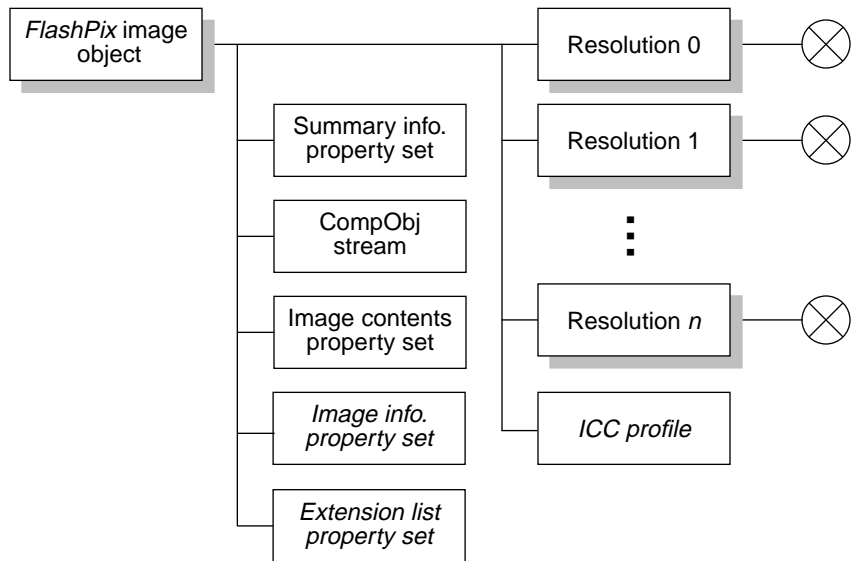 FlashPix image
object
Summary info.
property set
CompObj
stream
Image contents
property set
Image info.
property set
Extension list
property set
Resolution 0
Resolution 1
Resolution n
ICC profile